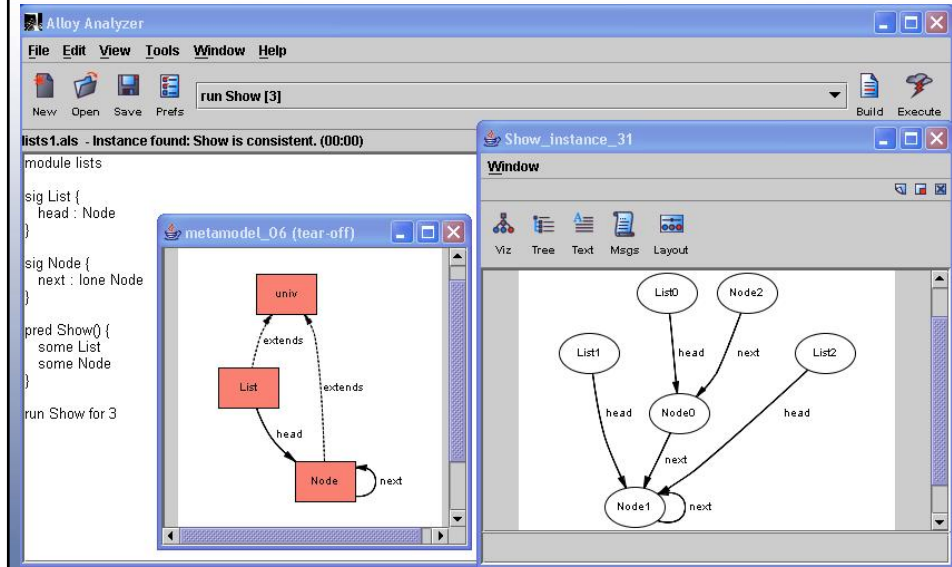 Alloy Analyzer
File Edit View Tools Window Help
New Open Save Prefs
run Show [3]
Build Execute
lists1.als - Instance found: Show is consistent. (00:00)
module lists
sig List {
head : Node
}
sig Node {
next : lone Node
}
pred Show() {
some List
some Node
}
run Show for 3
metamodel_06 (tear-off)
univ
extends
List
extends
head
Node
next
Show_instance_31
Window
Viz Tree Text Msgs Layout
List0 Node2
List1 head next List2
Node0
head head
next
Node1 next